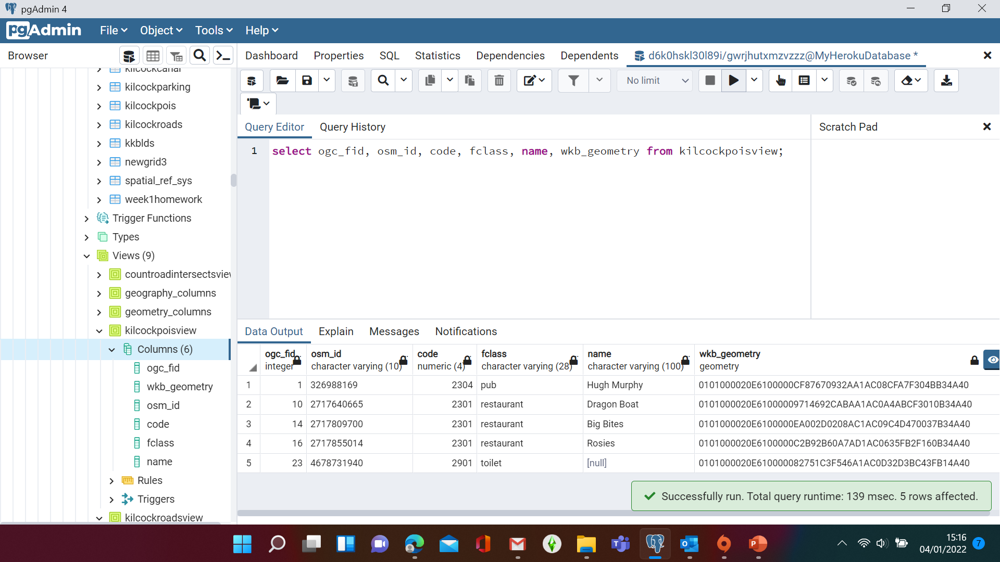 pgAdmin 4
pgAdmin File Object Tools Help
Browser
Dashboard Properties SQL Statistics Dependencies Dependents d6k0hskl30l89i/gwrjhutxmzvzzz@MyHerokuDatabase *
No limit
kilcockcanal
kilcockparking
kilcockpois
kilcockroads
kkblds
newgrid3
spatial_ref_sys
week1homework
Trigger Functions
Types
Views (9)
countroadintersectsview
geography_columns
geometry_columns
kilcockpoisview
Columns (6)
ogc_fid
wkb_geometry
osm_id
code
fclass
name
Rules
Triggers
kilcockroadsview
Query Editor Query History
Scratch Pad
1 select ogc_fid, osm_id, code, fclass, name, wkb_geometry from kilcockpoisview;
Data Output Explain Messages Notifications
ogc_fid osm_id code fclass name wkb_geometry
integer character varying (10) numeric (4) character varying (28) character varying (100) geometry
1 1 326988169 2304 pub Hugh Murphy 0101000020E6100000CF87670932AA1AC08CFA7F304BB34A40
2 10 2717640665 2301 restaurant Dragon Boat 0101000020E61000009714692CABAA1AC0A4ABCF3010B34A40
3 14 2717809700 2301 restaurant Big Bites 0101000020E6100000EA002D0208AC1AC09C4D470037B34A40
4 16 2717855014 2301 restaurant Rosies 0101000020E6100000C2B92B60A7AD1AC0635FB2F160B34A40
5 23 4678731940 2901 toilet [null] 0101000020E610000082751C3F546A1AC0D32D3BC43FB14A40
Successfully run. Total query runtime: 139 msec. 5 rows affected.
15:16
04/01/2022
7